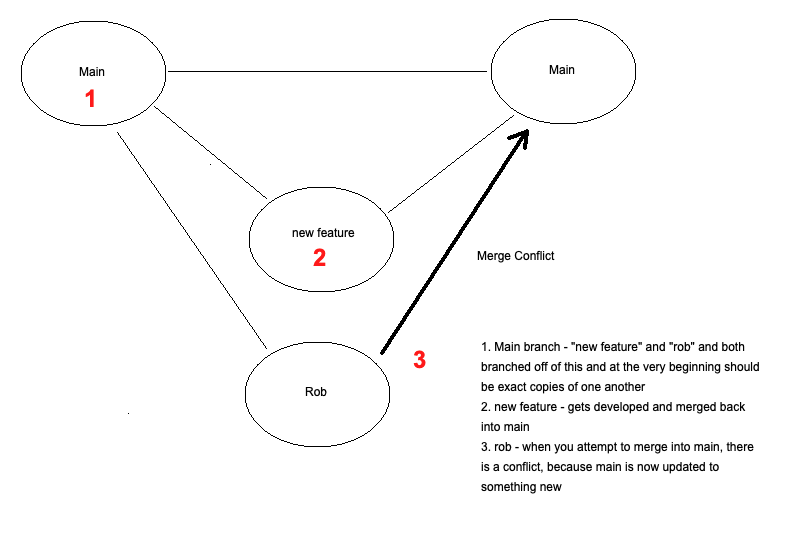 Main
1
Main
new feature
2
Merge Conflict
3
Rob
1. Main branch - "new feature" and "rob" and both
branched off of this and at the very beginning should
be exact copies of one another
2. new feature - gets developed and merged back
into main
3. rob - when you attempt to merge into main, there
is a conflict, because main is now updated to
something new